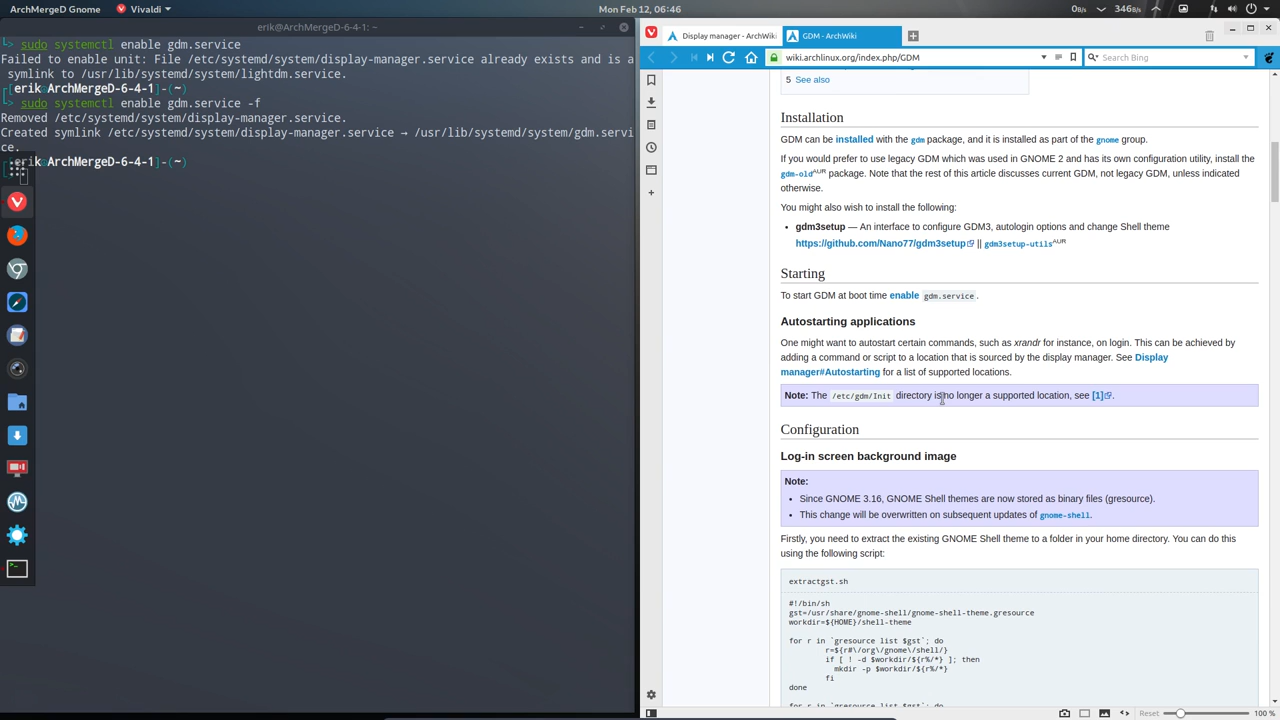 ArchMergeD Gnome
Vivaldi
Mon Feb 12, 06:44
erik@ArchMergeD-6-4-1:~
sudo systemctl enable gdm.service
Failed to enable unit: File /etc/systemd/system/display-manager.service already exists and is a
symlink to /usr/lib/systemd/system/lightdm.service.
[erik@ArchMergeD-6-4-1]-(~)
sudo systemctl enable gdm.service -f
Removed /etc/systemd/system/display-manager.service.
Created symlink /etc/systemd/system/display-manager.service → /usr/lib/systemd/system/gdm.servi
ce.
[erik@ArchMergeD-6-4-1]-(~)
Display manager - ArchWiki
GDM - ArchWiki
wiki.archlinux.org/index.php/GDM
Search Bing
5 See also
Installation
GDM can be installed with the gdm package, and it is installed as part of the gnome group.
If you would prefer to use legacy GDM which was used in GNOME 2 and has its own configuration utility, install the
gdm-oldAUR package. Note that the rest of this article discusses current GDM, not legacy GDM, unless indicated
otherwise.
You might also wish to install the following:
• gdm3setup — An interface to configure GDM3, autologin options and change Shell theme
https://github.com/Nano77/gdm3setup || gdm3setup-utilsAUR
Starting
To start GDM at boot time enable gdm.service.
Autostarting applications
One might want to autostart certain commands, such as xrandr for instance, on login. This can be achieved by
adding a command or script to a location that is sourced by the display manager. See Display
manager#Autostarting for a list of supported locations.
Note: The /etc/gdm/Init directory is no longer a supported location, see [1].
Configuration
Log-in screen background image
Note:
• Since GNOME 3.16, GNOME Shell themes are now stored as binary files (gresource).
• This change will be overwritten on subsequent updates of gnome-shell.
Firstly, you need to extract the existing GNOME Shell theme to a folder in your home directory. You can do this
using the following script:
extractgst.sh
#!/bin/sh
gst=/usr/share/gnome-shell/gnome-shell-theme.gresource
workdir=${HOME}/shell-theme
for r in `gresource list $gst`; do
r=${r#\/org\/gnome\/shell/}
if [ ! -d $workdir/${r%/*} ]; then
mkdir -p $workdir/${r%/*}
fi
done
for r in `gresource list $gst`; do
Reset
100 %